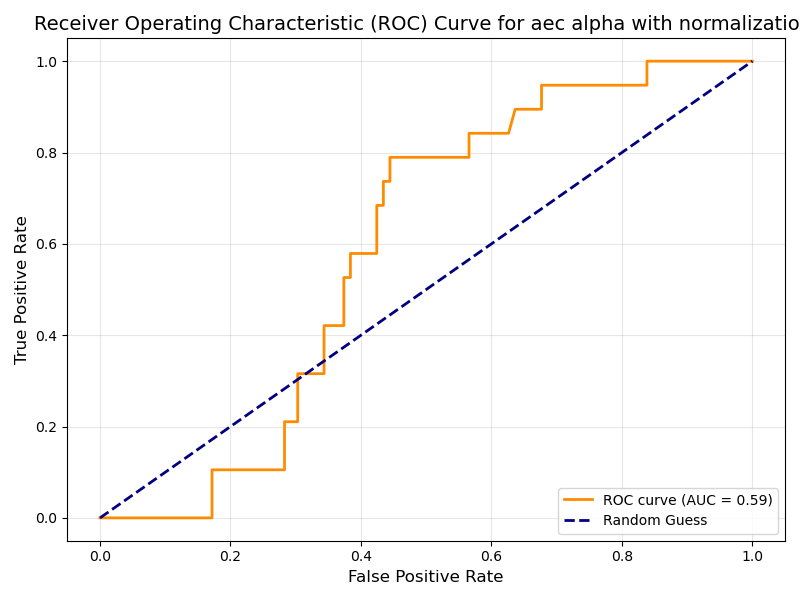 Receiver Operating Characteristic (ROC) Curve for aec alpha with normalizatio
True Positive Rate
1.0
0.8
0.6
0.4
0.2
0.0
0.0 0.2 0.4 0.6 0.8 1.0
False Positive Rate
ROC curve (AUC = 0.59)
Random Guess